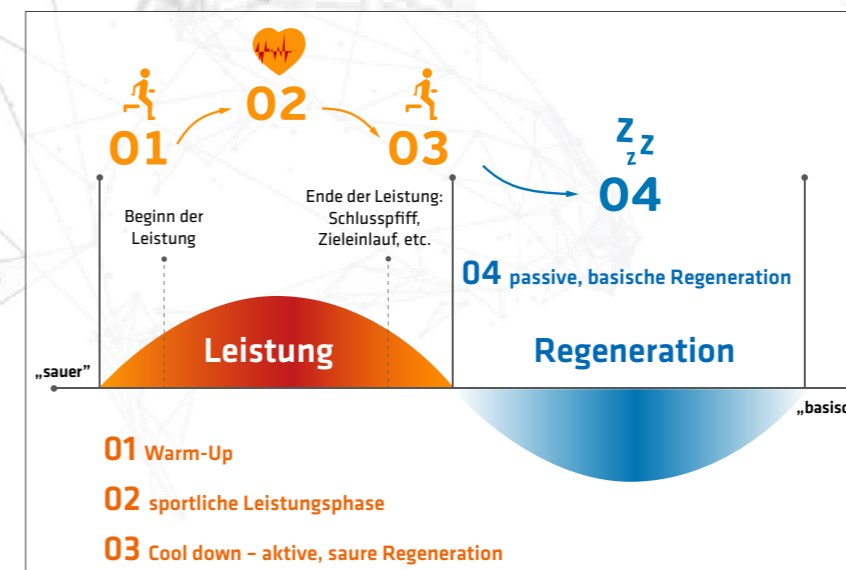 02
01
03
Z
z
Z
04
Beginn der
Leistung
Ende der Leistung:
Schlusspfiff,
Zieleinlauf, etc.
04 passive, basische Regeneration
Leistung
Regeneration
„sauer”
„basisc
01 Warm-Up
02 sportliche Leistungsphase
03 Cool down – aktive, saure Regeneration